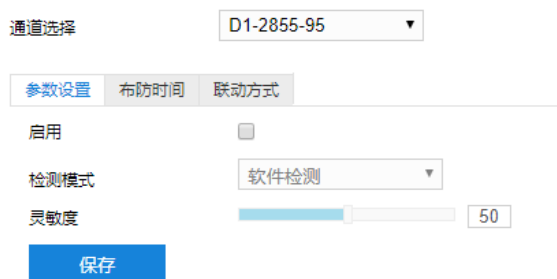 通道选择 D1-2855-95
参数设置 布防时间 联动方式
启用
检测模式 软件检测
灵敏度 50
保存